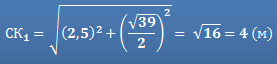 СК₁ = √((2,5)² + (√39/2)²) = √16 = 4 (м)